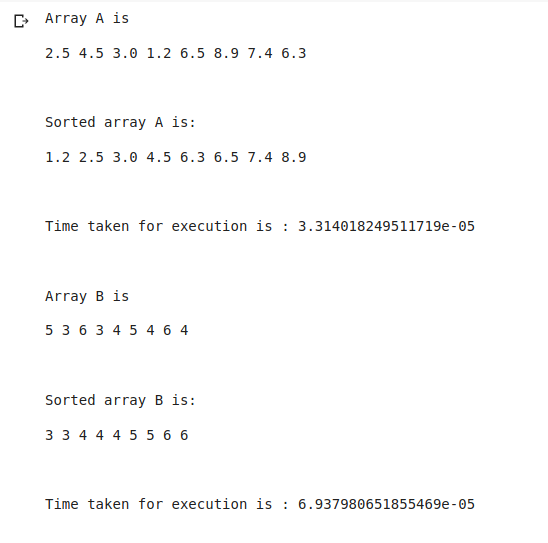 Array A is
2.5 4.5 3.0 1.2 6.5 8.9 7.4 6.3
Sorted array A is:
1.2 2.5 3.0 4.5 6.3 6.5 7.4 8.9
Time taken for execution is : 3.314018249511719e-05
Array B is
5 3 6 3 4 5 4 6 4
Sorted array B is:
3 3 4 4 4 5 5 6 6
Time taken for execution is : 6.937980651855469e-05